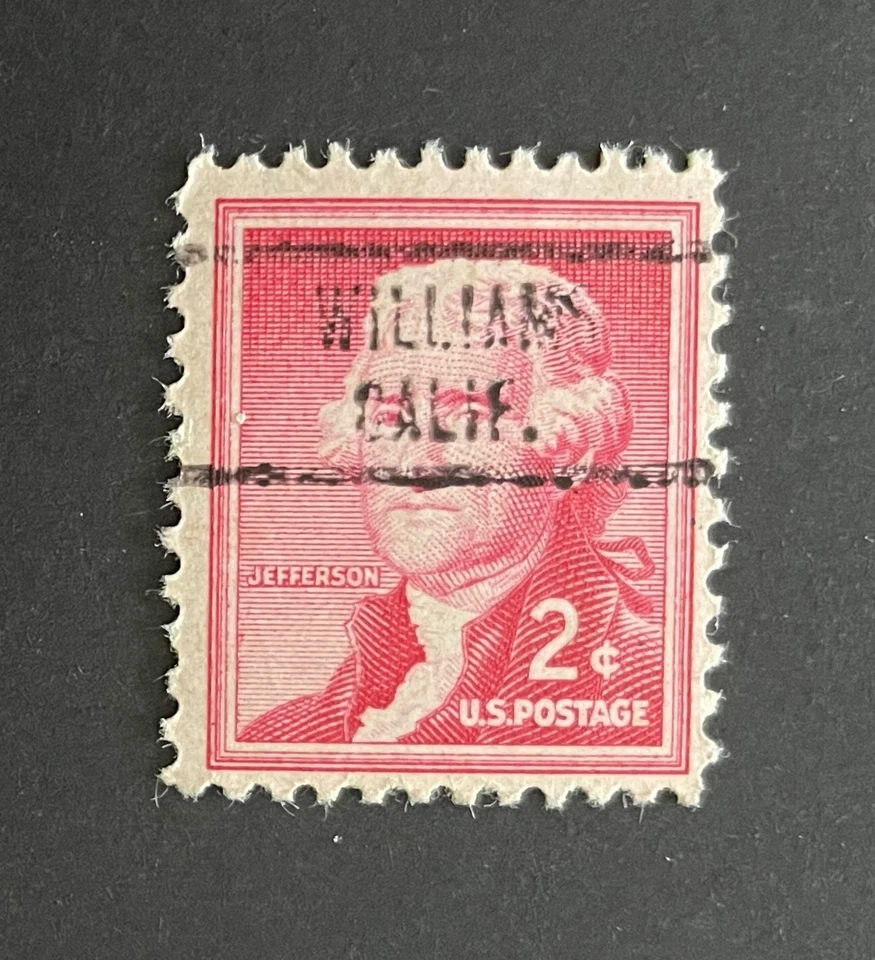 WILLIAMS
CALIF.
JEFFERSON
2¢
U.S.POSTAGE